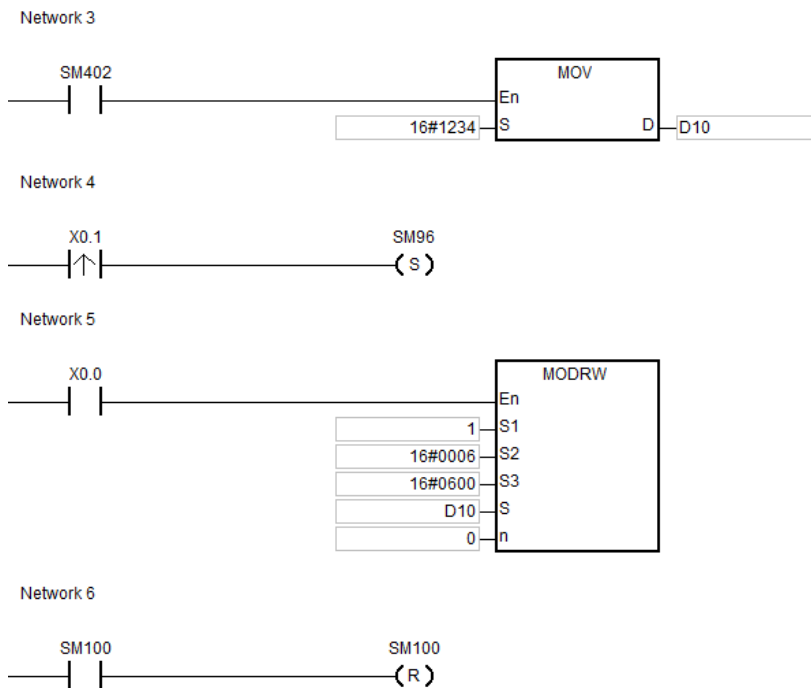 Network 3
SM402
MOV
En
16#1234 S D D10
Network 4
X0.1 SM96
S
Network 5
X0.0 MODRW
En
1 S1
16#0006 S2
16#0600 S3
D10 S
0 n
Network 6
SM100 SM100
R